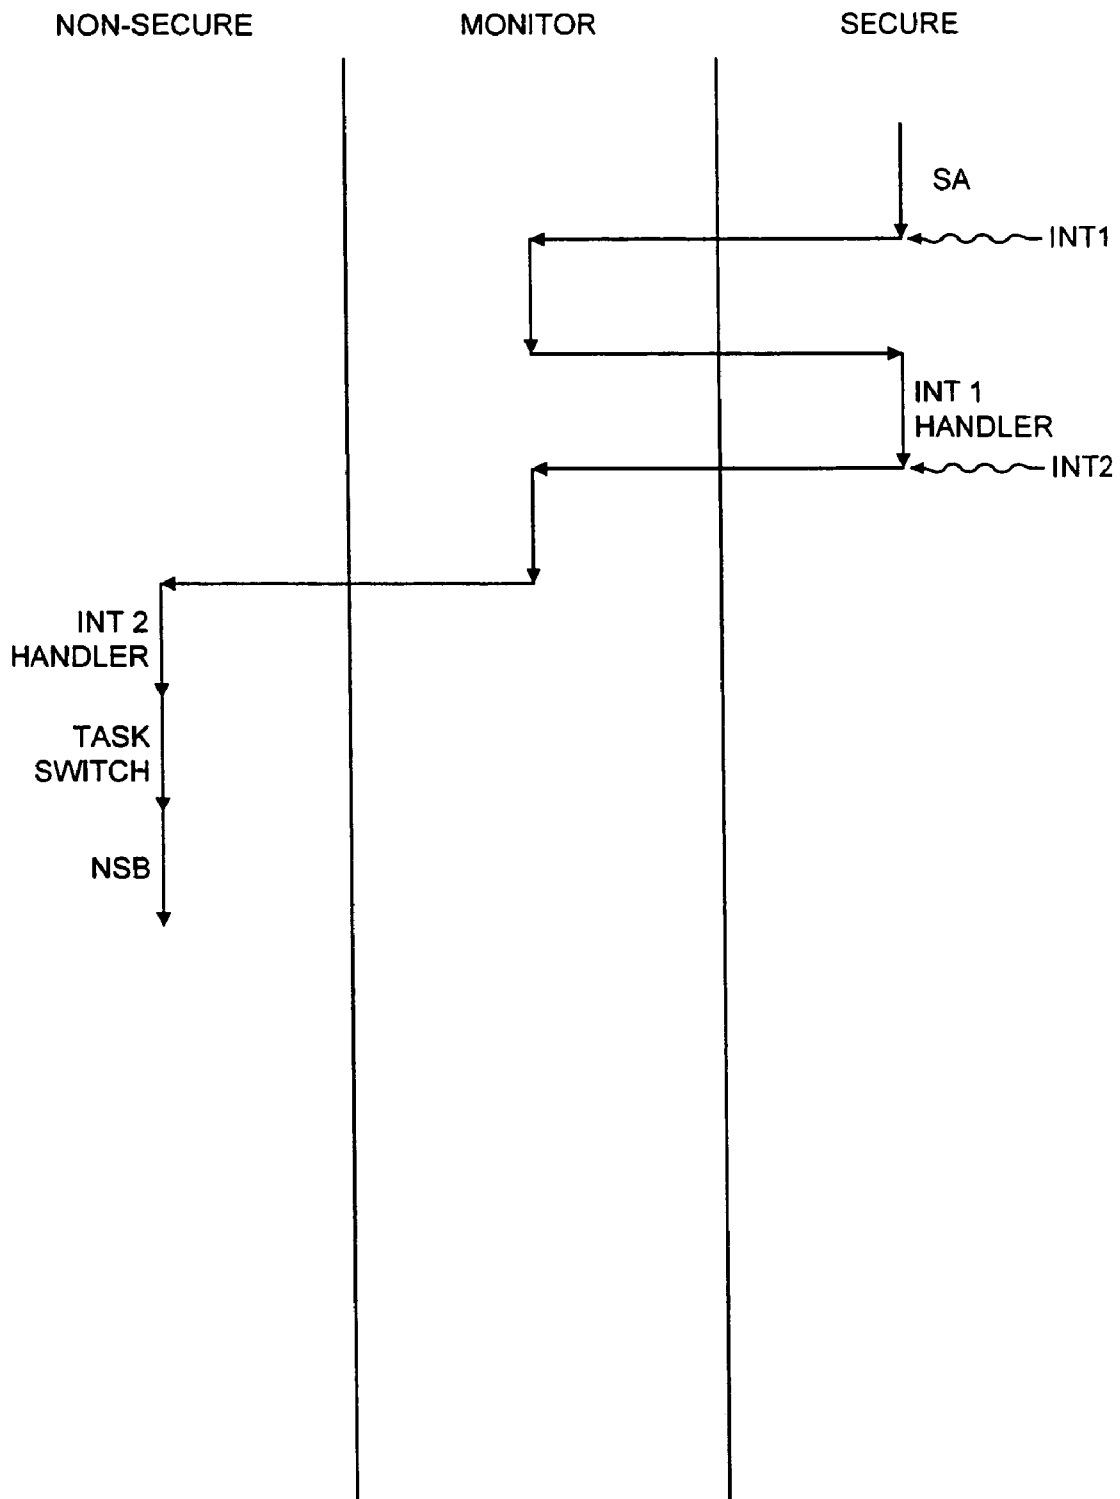 NON-SECURE
MONITOR
SECURE
SA
INT1
INT 1
HANDLER
INT2
INT 2
HANDLER
TASK
SWITCH
NSB